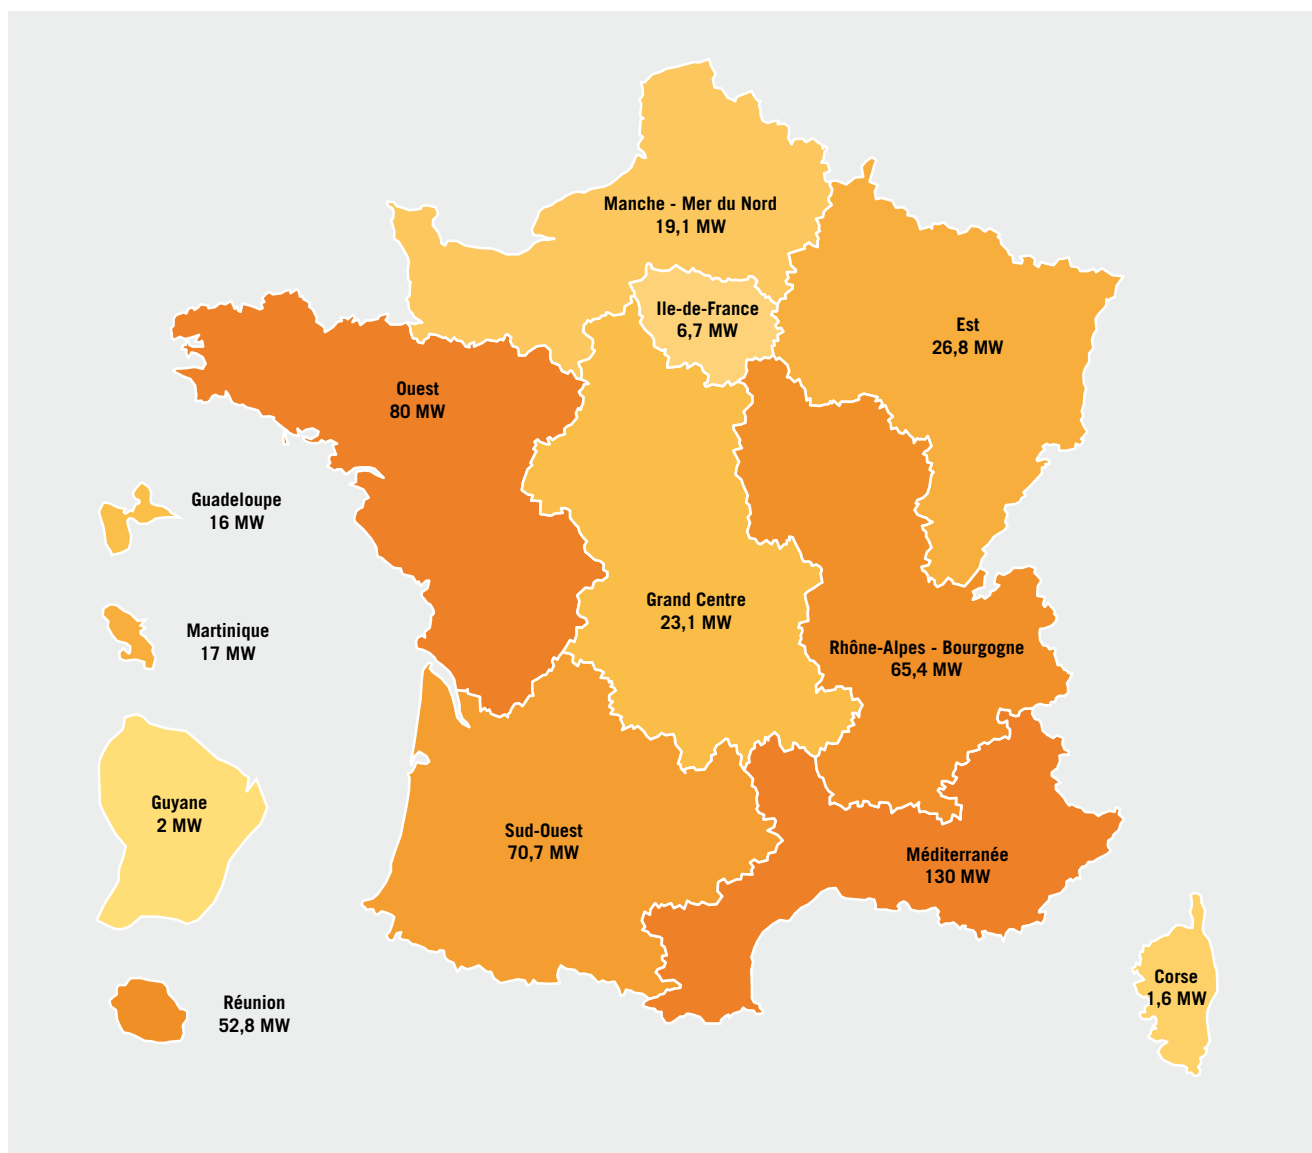 Manche - Mer du Nord
19,1 MW
Ile-de-France
6,7 MW
Est
26,8 MW
Ouest
80 MW
Guadeloupe
16 MW
Grand Centre
23,1 MW
Martinique
17 MW
Rhône-Alpes - Bourgogne
65,4 MW
Guyane
2 MW
Sud-Ouest
70,7 MW
Méditerranée
130 MW
Corse
1,6 MW
Réunion
52,8 MW